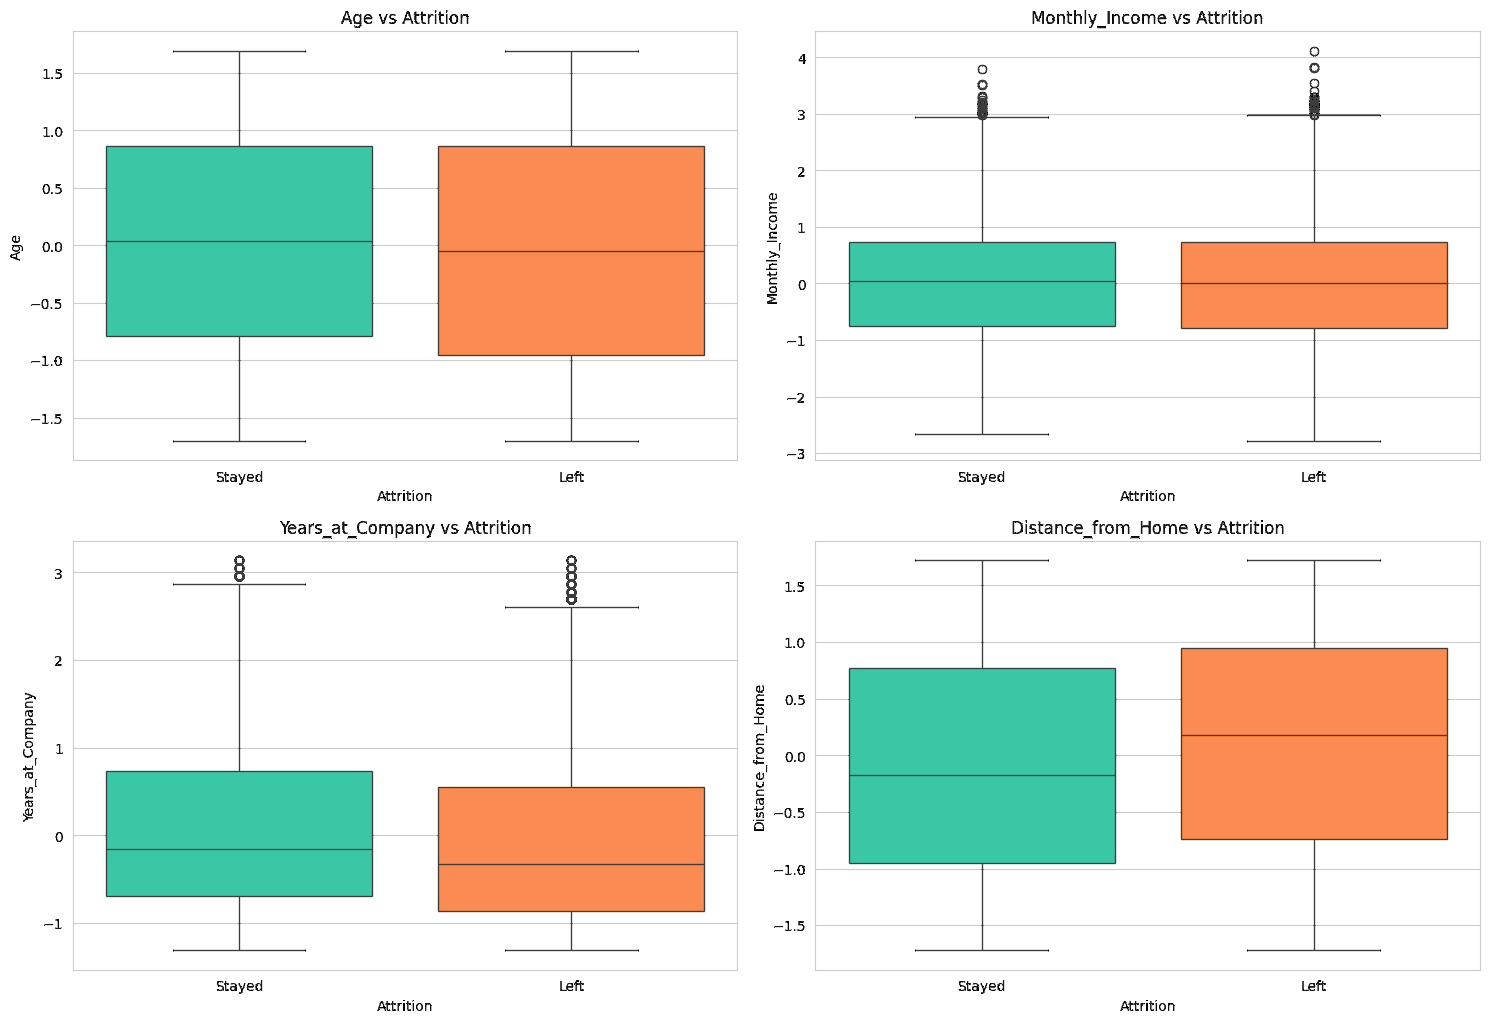 Age vs Attrition
Monthly_Income vs Attrition
1.5
1.0
0.5
0.0
−0.5
−1.0
−1.5
Age
Stayed
Left
Attrition
4
3
2
1
0
−1
−2
−3
Monthly_Income
Stayed
Left
Attrition
Years_at_Company vs Attrition
Distance_from_Home vs Attrition
3
2
1
0
−1
Years_at_Company
Stayed
Left
Attrition
1.5
1.0
0.5
0.0
−0.5
−1.0
−1.5
Distance_from_Home
Stayed
Left
Attrition